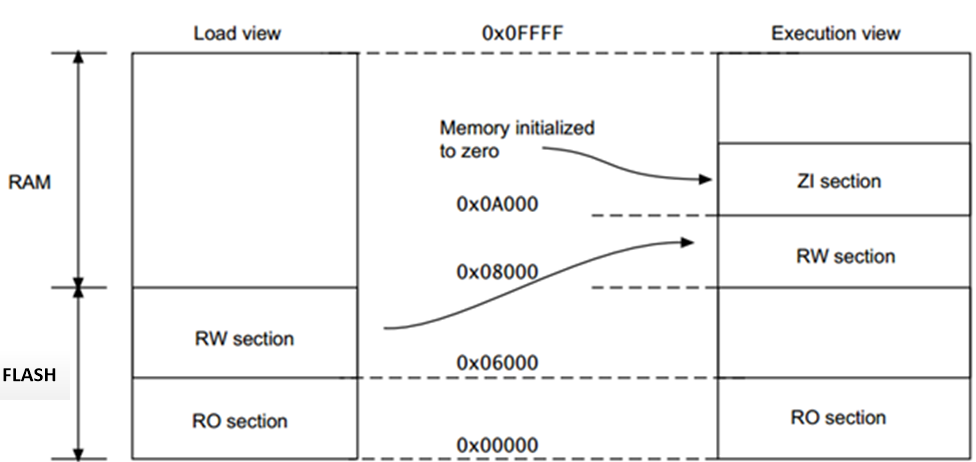 Load view
0x0FFFF
Execution view
Memory initialized
to zero
RAM
ZI section
0x0A000
RW section
0x08000
RW section
0x06000
FLASH
RO section
RO section
0x00000